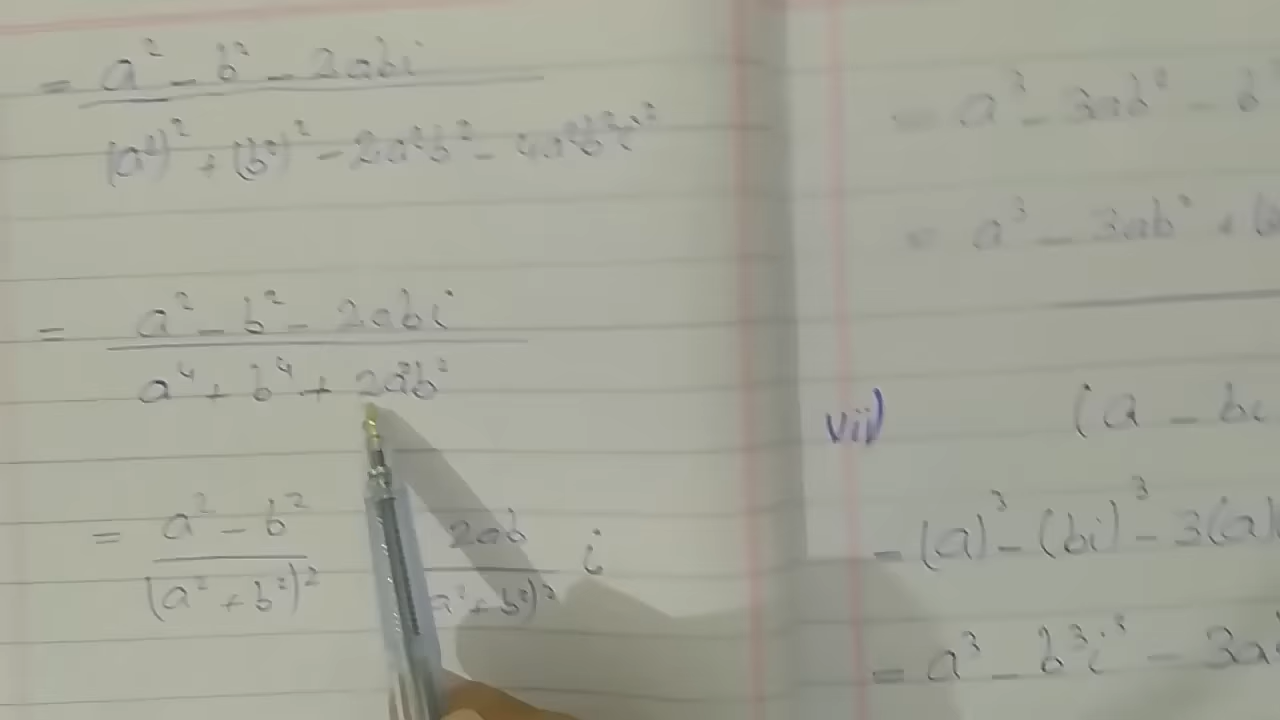 = a² - b² - 2abi
(a²)² + (b²)² - 2a²b² - 4a²b²i²
= a² - b² - 2abi
a⁴ + b⁴ + 2a²b²
= a² - b² 2ab i
(a² + b²)² a² + b²)²
= a³ - 3ab² - b
= a³ - 3ab² +
vii) (a - bi
= (a)³ - (bi)³ - 3(a)
= a³ - b³i³ - 3a